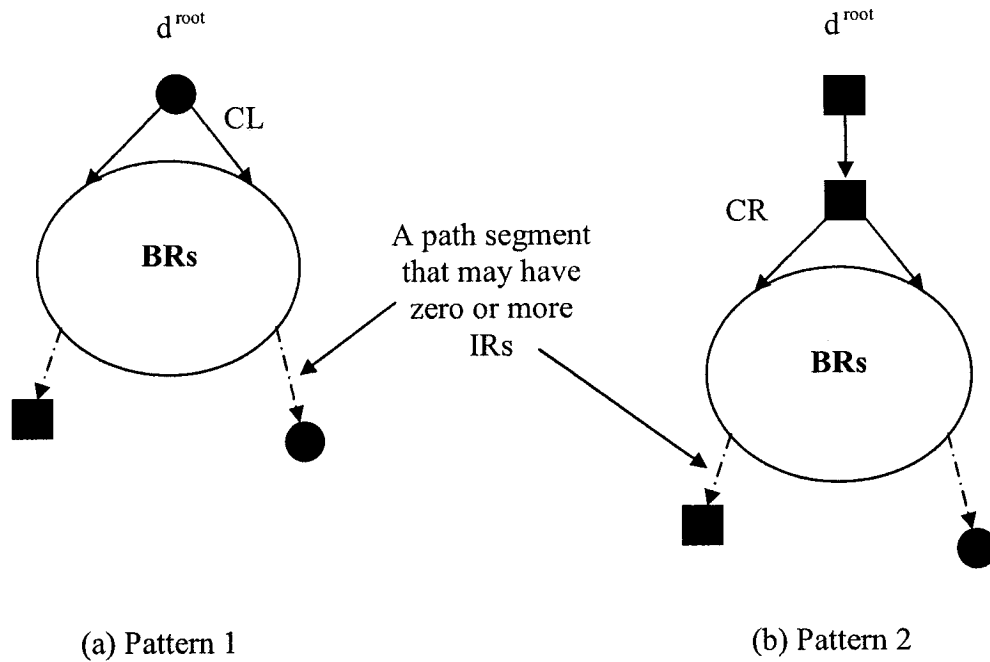 d^root
d^root
CL
CR
BRs
A path segment
that may have
zero or more
IRs
BRs
(a) Pattern 1
(b) Pattern 2